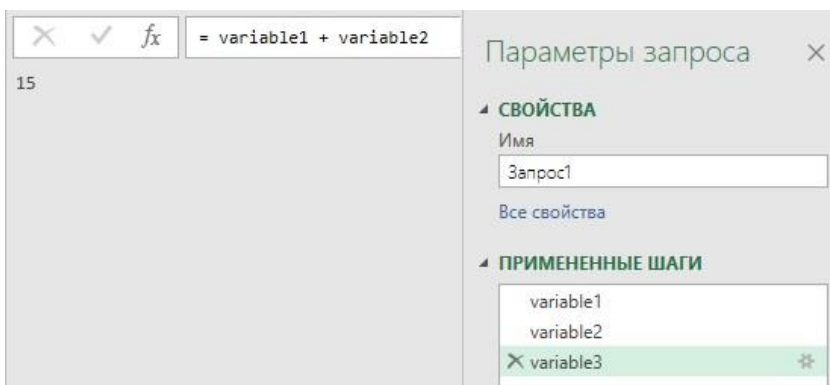 fx = variable1 + variable2
15
Параметры запроса
СВОЙСТВА
Имя
Запрос1
Все свойства
ПРИМЕНЕННЫЕ ШАГИ
variable1
variable2
variable3